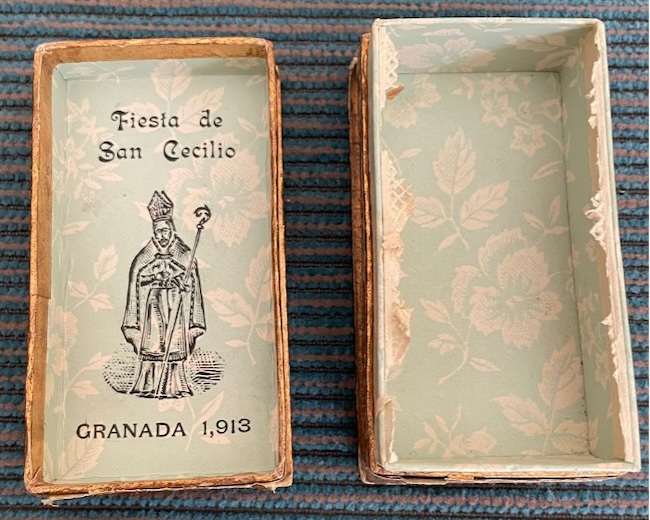 Fiesta de
San Cecilio
GRANADA 1,913